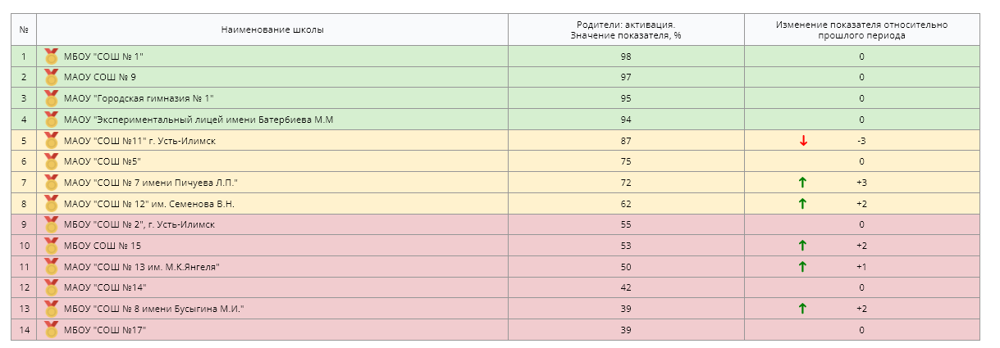 № Наименование школы Родители: активация. Значение показателя, % Изменение показателя относительно прошлого периода
1 МБОУ "СОШ № 1" 98 0
2 МАОУ СОШ № 9 97 0
3 МАОУ "Городская гимназия № 1" 95 0
4 МАОУ "Экспериментальный лицей имени Батербиева М.М 94 0
5 МАОУ "СОШ №11" г. Усть-Илимск 87 ↓ -3
6 МАОУ "СОШ №5" 75 0
7 МАОУ "СОШ № 7 имени Пичуева Л.П." 72 ↑ +3
8 МАОУ "СОШ № 12" им. Семенова В.Н. 62 ↑ +2
9 МБОУ "СОШ № 2", г. Усть-Илимск 55 0
10 МБОУ СОШ № 15 53 ↑ +2
11 МАОУ "СОШ № 13 им. М.К.Янгеля" 50 ↑ +1
12 МАОУ "СОШ №14" 42 0
13 МБОУ "СОШ № 8 имени Бусыгина М.И." 39 ↑ +2
14 МБОУ "СОШ №17" 39 0